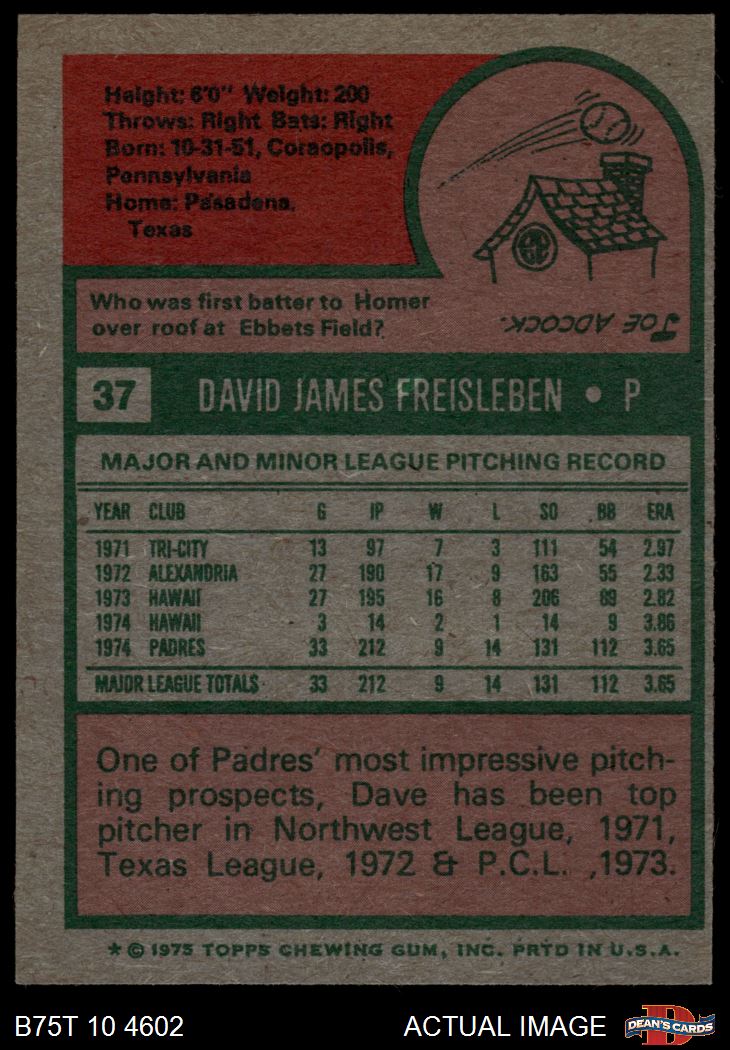 Height: 6'0" Weight: 200
Throws: Right Bats: Right
Born: 10-31-51, Coraopolis,
Pennsylvania
Home: Pasadena,
Texas
Who was first batter to Homer
over roof at Ebbets Field?
JOE ADCOCK.
37 DAVID JAMES FREISLEBEN • P
MAJOR AND MINOR LEAGUE PITCHING RECORD
YEAR CLUB G IP W L SO BB ERA
1971 TRI-CITY 13 97 7 3 111 54 2.97
1972 ALEXANDRIA 27 190 17 9 163 55 2.33
1973 HAWAII 27 195 16 8 206 89 2.82
1974 HAWAII 3 14 2 1 14 9 3.86
1974 PADRES 33 212 9 14 131 112 3.65
MAJOR LEAGUE TOTALS 33 212 9 14 131 112 3.65
One of Padres' most impressive pitch-
ing prospects, Dave has been top
pitcher in Northwest League, 1971,
Texas League, 1972 & P.C.L. ,1973.
* © 1975 TOPPS CHEWING GUM, INC. PRTD IN U.S.A.
B75T 10 4602 ACTUAL IMAGE D DEAN'S CARDS